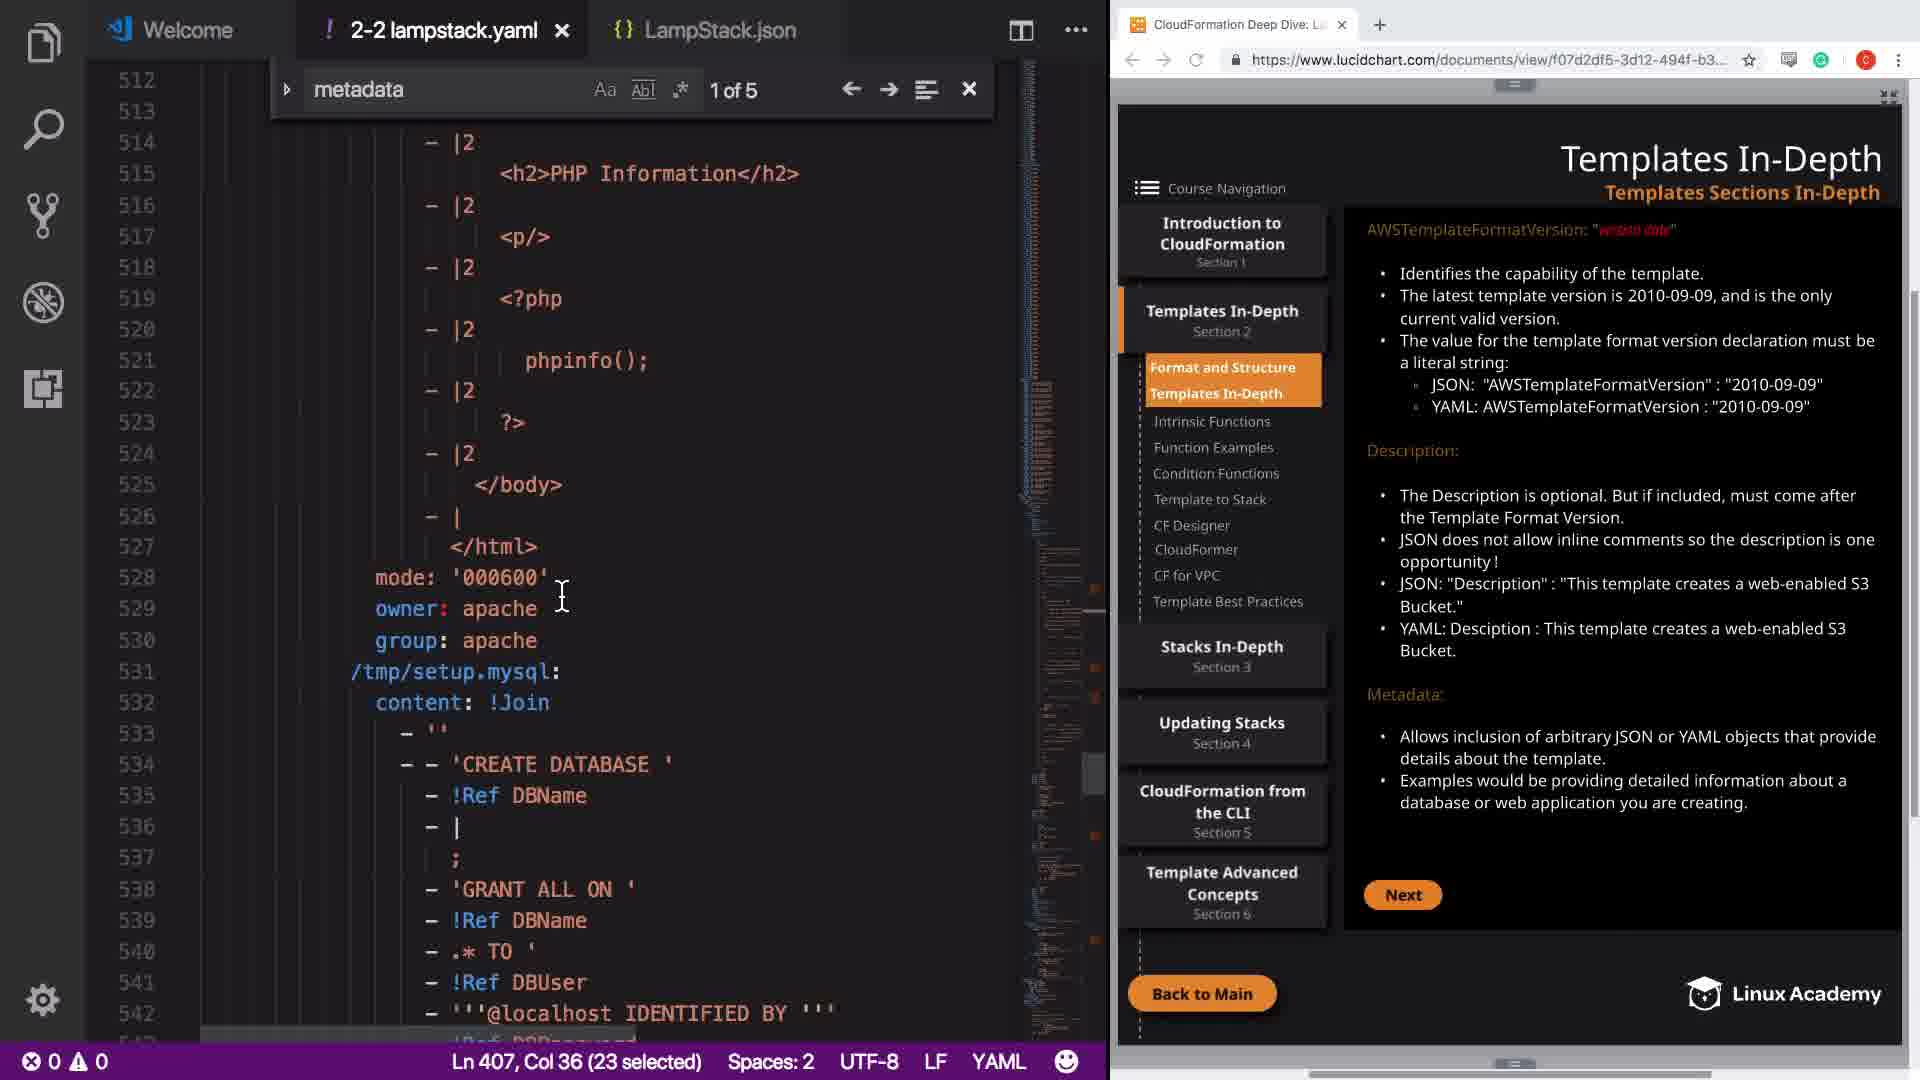 Welcome
! 2-2 lampstack.yaml
{} LampStack.json
metadata
Aa Abl .* 1 of 5
512
513
514 - |2
515 <h2>PHP Information</h2>
516 - |2
517 <p/>
518 - |2
519 <?php
520 - |2
521 phpinfo();
522 - |2
523 ?>
524 - |2
525 </body>
526 - |
527 </html>
528 mode: '000600'
529 owner: apache
530 group: apache
531 /tmp/setup.mysql:
532 content: !Join
533 - ''
534 - - 'CREATE DATABASE '
535 - !Ref DBName
536 - |
537 ;
538 - 'GRANT ALL ON '
539 - !Ref DBName
540 - .* TO '
541 - !Ref DBUser
542 - '''@localhost IDENTIFIED BY '''
0 0
Ln 407, Col 36 (23 selected)
Spaces: 2
UTF-8
LF
YAML
CloudFormation Deep Dive: L
https://www.lucidchart.com/documents/view/f07d2df5-3d12-494f-b3...
C
Templates In-Depth
Templates Sections In-Depth
Course Navigation
Introduction to
CloudFormation
Section 1
Templates In-Depth
Section 2
Format and Structure
Templates In-Depth
Intrinsic Functions
Function Examples
Condition Functions
Template to Stack
CF Designer
CloudFormer
CF for VPC
Template Best Practices
Stacks In-Depth
Section 3
Updating Stacks
Section 4
CloudFormation from
the CLI
Section 5
Template Advanced
Concepts
Section 6
Back to Main
AWSTemplateFormatVersion: "version date"
• Identifies the capability of the template.
• The latest template version is 2010-09-09, and is the only
current valid version.
• The value for the template format version declaration must be
a literal string:
◦ JSON: "AWSTemplateFormatVersion" : "2010-09-09"
◦ YAML: AWSTemplateFormatVersion : "2010-09-09"
Description:
• The Description is optional. But if included, must come after
the Template Format Version.
• JSON does not allow inline comments so the description is one
opportunity!
• JSON: "Description" : "This template creates a web-enabled S3
Bucket."
• YAML: Desciption : This template creates a web-enabled S3
Bucket.
Metadata:
• Allows inclusion of arbitrary JSON or YAML objects that provide
details about the template.
• Examples would be providing detailed information about a
database or web application you are creating.
Next
Linux Academy